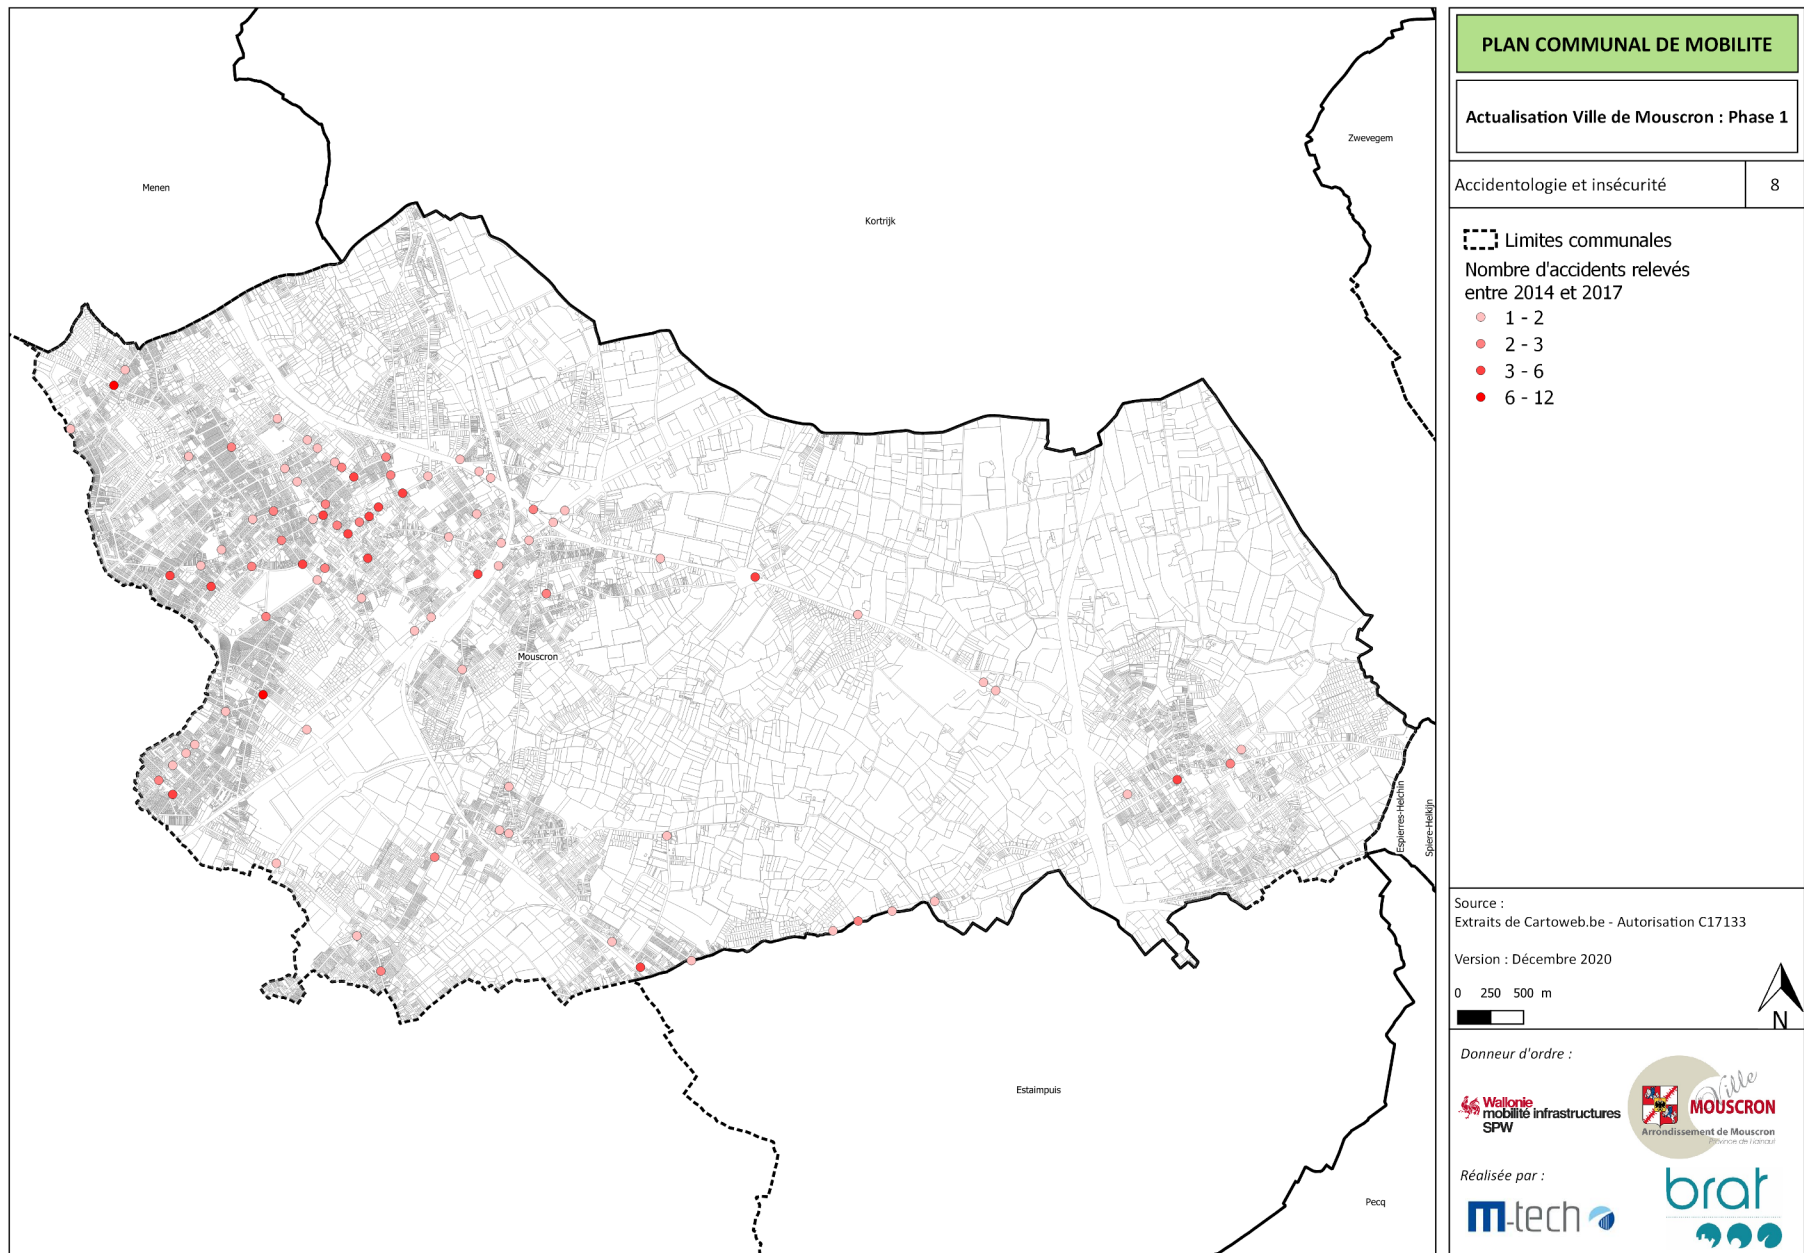 PLAN COMMUNAL DE MOBILITE
Actualisation Ville de Mouscron : Phase 1
Accidentologie et insécurité
8
Limites communales
Nombre d'accidents relevés
entre 2014 et 2017
1 - 2
2 - 3
3 - 6
6 - 12
Zwevegem
Menen
Kortrijk
Mouscron
Espierres-Helchin
Spiere-Helkijn
Estaimpuis
Pecq
Source :
Extraits de Cartoweb.be - Autorisation C17133
Version : Décembre 2020
0 250 500 m
N
Donneur d'ordre :
Wallonie
mobilité infrastructures
SPW
Ville
MOUSCRON
Arrondissement de Mouscron
Province de Hainaut
Réalisée par :
m-tech
brat